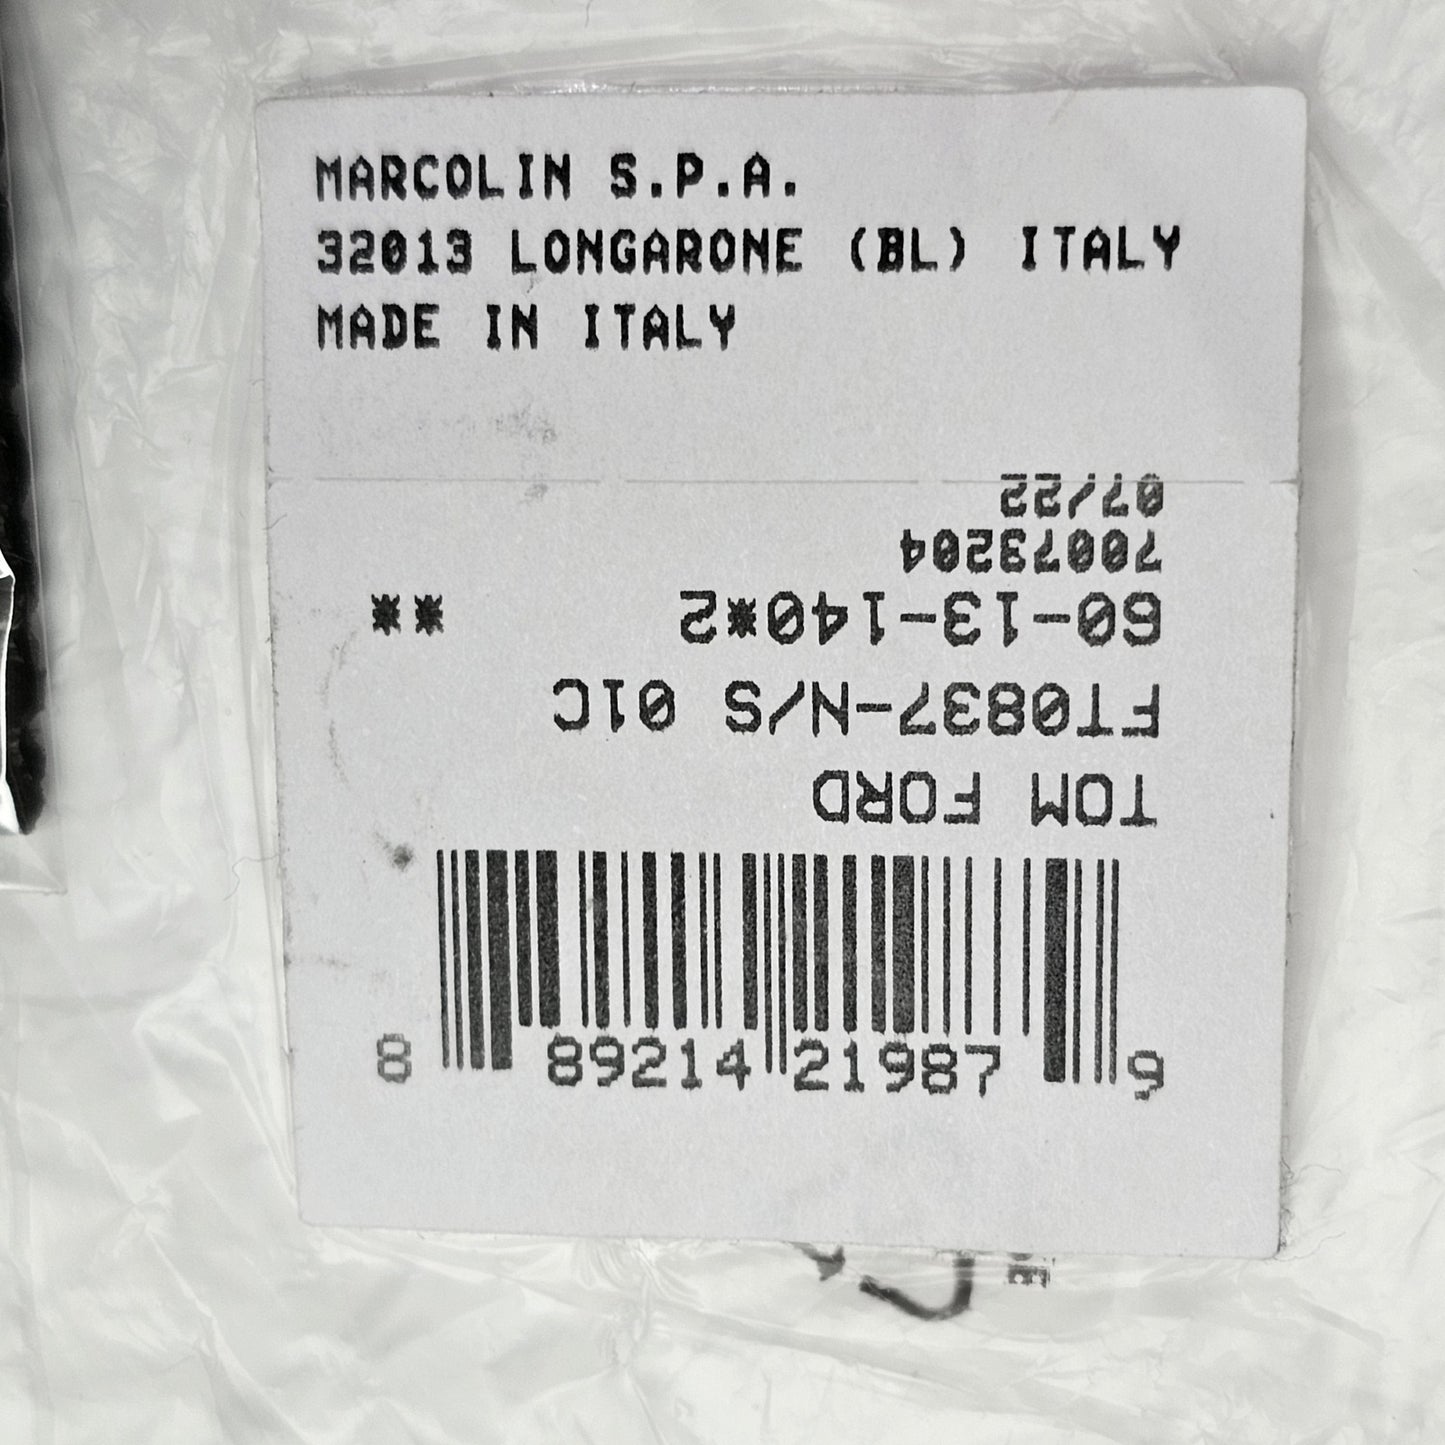 MARCOLIN S.P.A.
32013 LONGARONE (BL) ITALY
MADE IN ITALY
TOM FORD
FT0837-N/S 01C
60-13-140*2 **
70073204
07/22
8 89214 21987 9